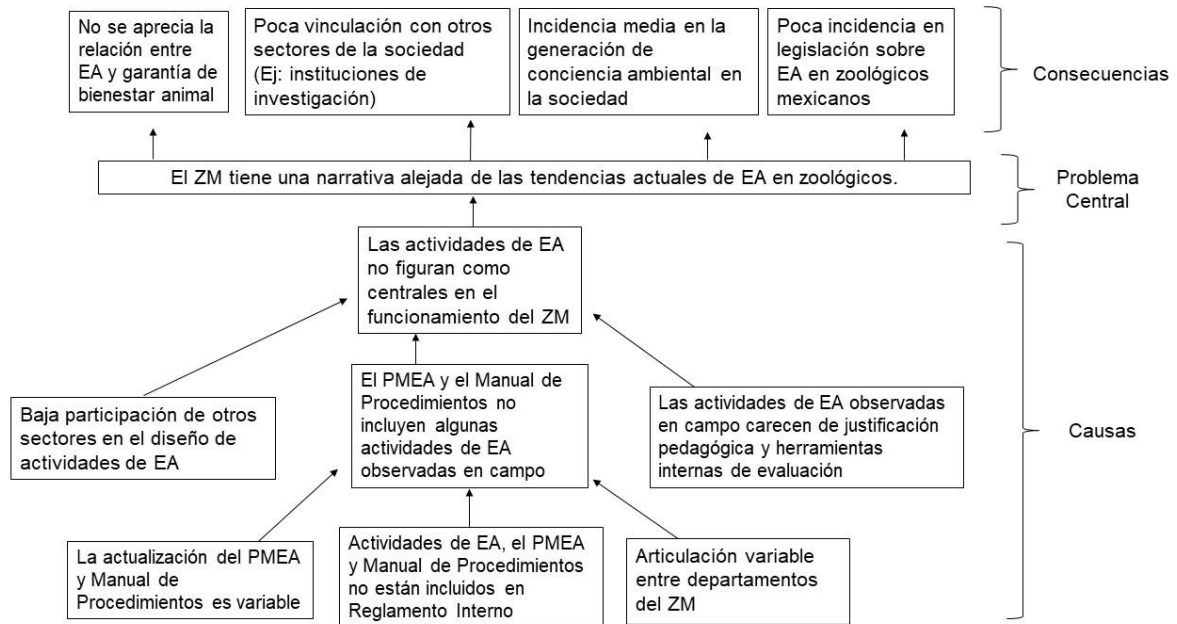 No se aprecia la
relación entre
EA y garantía de
bienestar animal
Poca vinculación con otros
sectores de la sociedad
(Ej: instituciones de
investigación)
Incidencia media en la
generación de
conciencia ambiental en
la sociedad
Poca incidencia en
legislación sobre
EA en zoológicos
mexicanos
Consecuencias
El ZM tiene una narrativa alejada de las tendencias actuales de EA en zoológicos.
Problema
Central
Las actividades de EA
no figuran como
centrales en el
funcionamiento del ZM
Baja participación de otros
sectores en el diseño de
actividades de EA
El PMEA y el Manual de
Procedimientos no
incluyen algunas
actividades de EA
observadas en campo
Las actividades de EA observadas
en campo carecen de justificación
pedagógica y herramientas
internas de evaluación
Causas
La actualización del PMEA
y Manual de
Procedimientos es variable
Actividades de EA, el PMEA
y Manual de Procedimientos
no están incluidos en
Reglamento Interno
Articulación variable
entre departamentos
del ZM